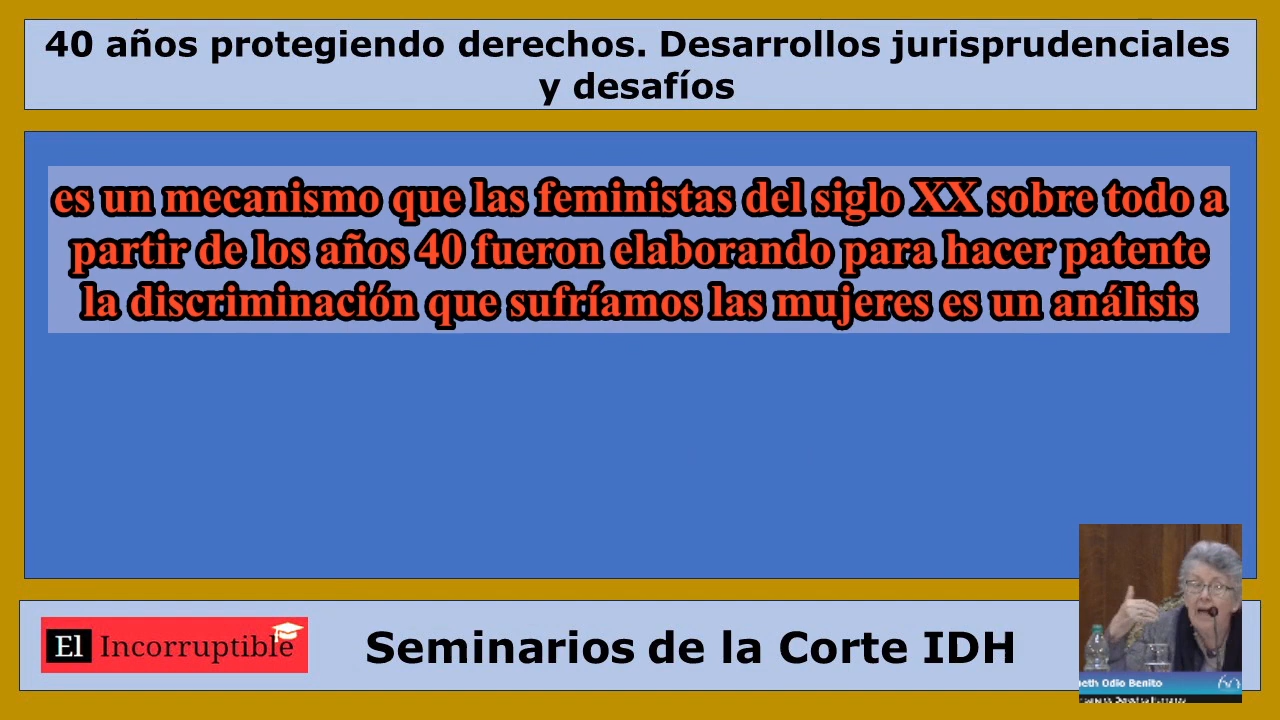 40 años protegiendo derechos. Desarrollos jurisprudenciales
y desafíos
es un mecanismo que las feministas del siglo XX sobre todo a
partir de los años 40 fueron elaborando para hacer patente
la discriminación que sufríamos las mujeres es un análisis
El Incorruptible
Seminarios de la Corte IDH
Odio Benito